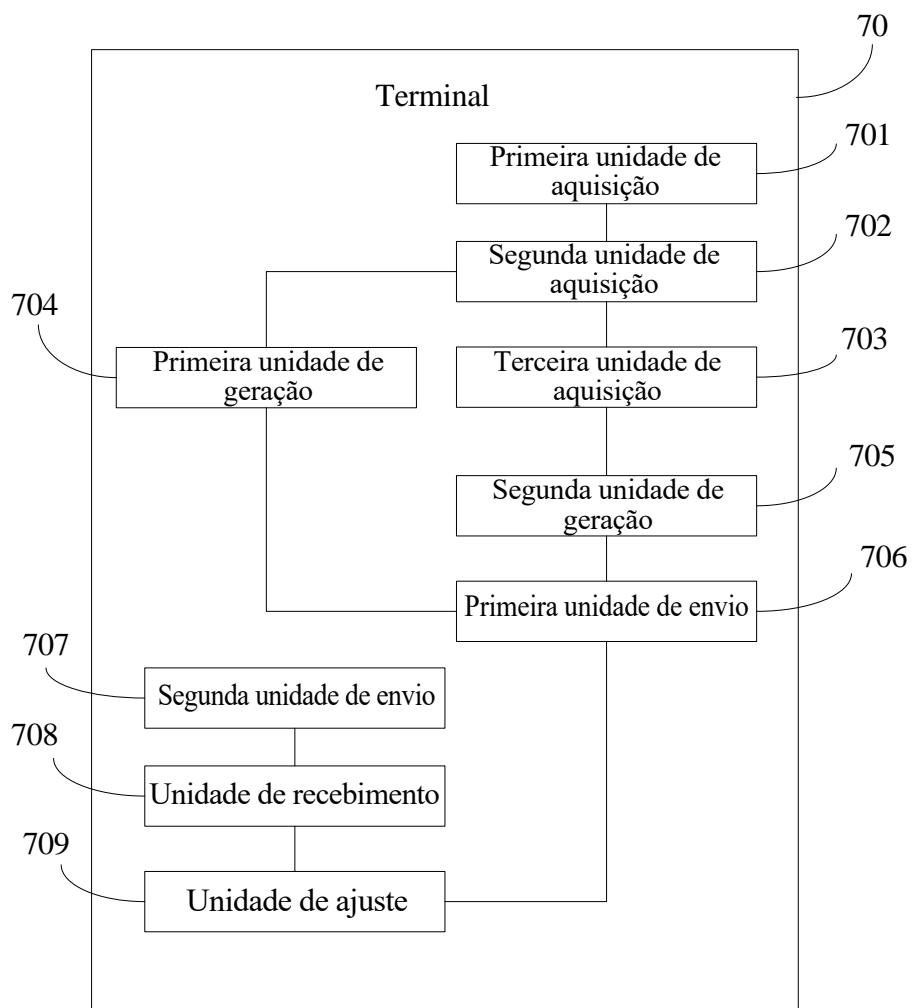 70
Terminal
701
Primeira unidade de
aquisição
702
Segunda unidade de
aquisição
704
703
Primeira unidade de
geração
Terceira unidade de
aquisição
705
Segunda unidade de
geração
706
Primeira unidade de envio
707
Segunda unidade de envio
708
Unidade de recebimento
709
Unidade de ajuste